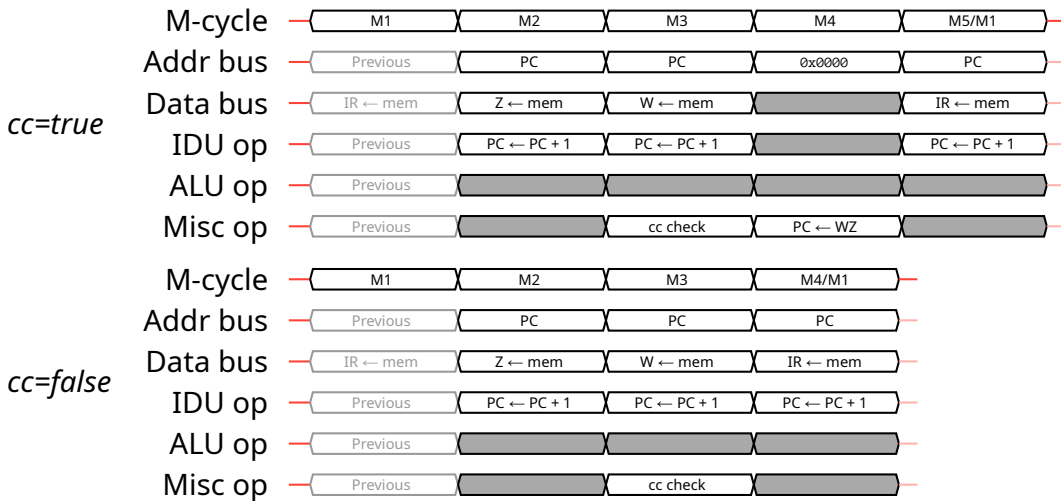 M-cycle M1 M2 M3 M4 M5/M1
Addr bus Previous PC PC 0x0000 PC
Data bus IR ← mem Z ← mem W ← mem IR ← mem
cc=true
IDU op Previous PC ← PC + 1 PC ← PC + 1 PC ← PC + 1
ALU op Previous
Misc op Previous cc check PC ← WZ
M-cycle M1 M2 M3 M4/M1
Addr bus Previous PC PC PC
Data bus IR ← mem Z ← mem W ← mem IR ← mem
cc=false
IDU op Previous PC ← PC + 1 PC ← PC + 1 PC ← PC + 1
ALU op Previous
Misc op Previous cc check